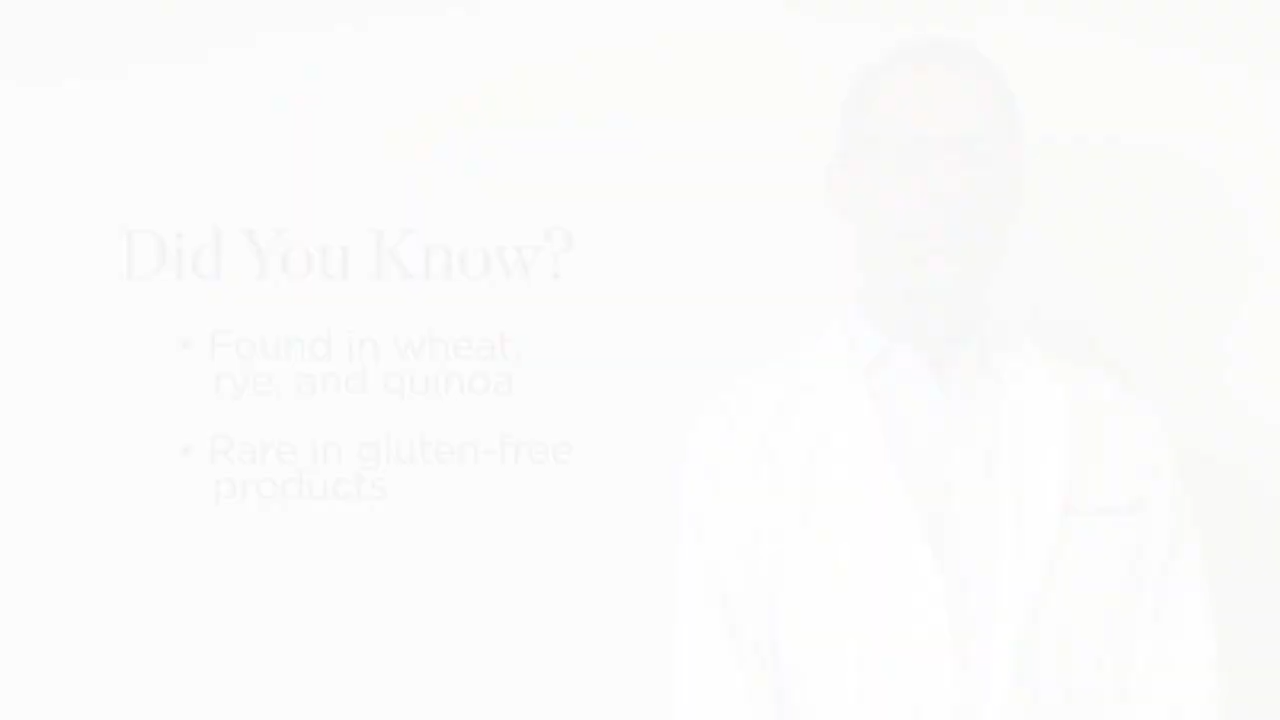 Did You Know?
• Found in wheat,
rye, and quinoa
• Rare in gluten-free
products